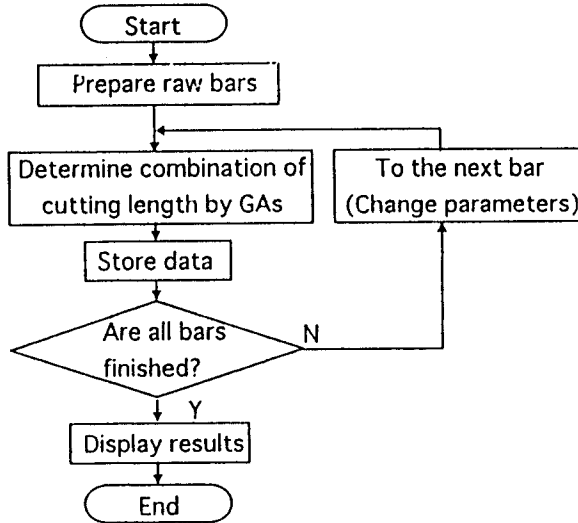 Start
Prepare raw bars
Determine combination of
cutting length by GAs
To the next bar
(Change parameters)
Store data
Are all bars
finished?
N
Y
Display results
End